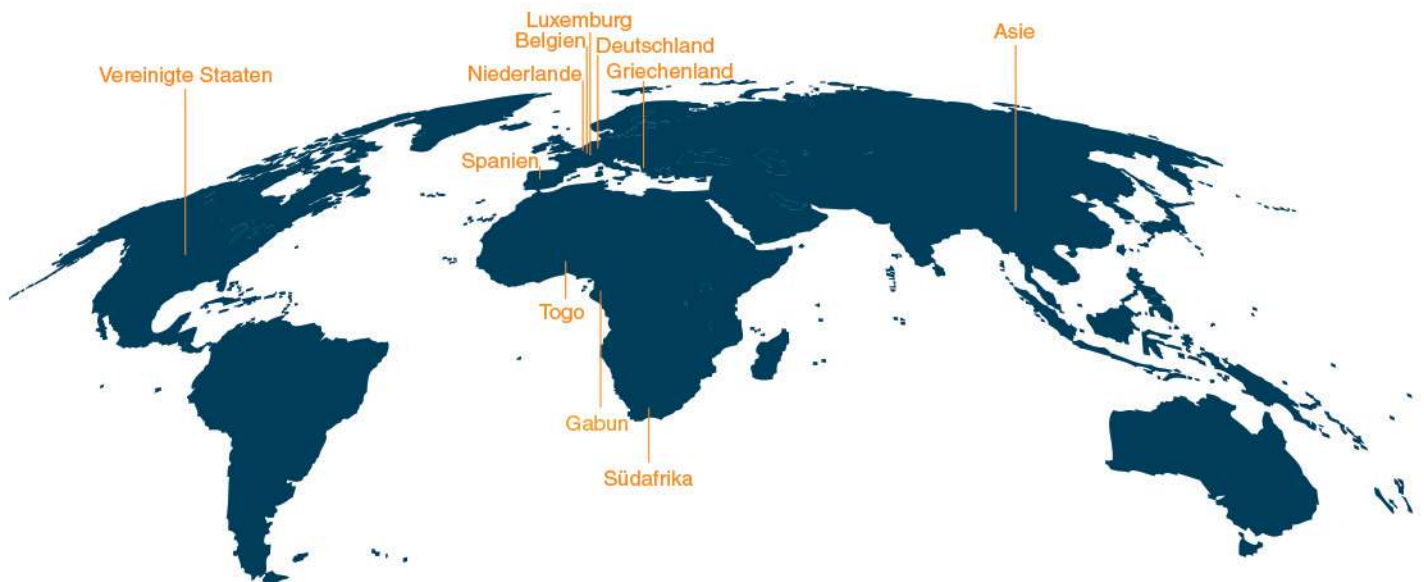 Luxemburg
Belgien
Deutschland
Asie
Vereinigte Staaten
Niederlande
Griechenland
Spanien
Togo
Gabun
Südafrika